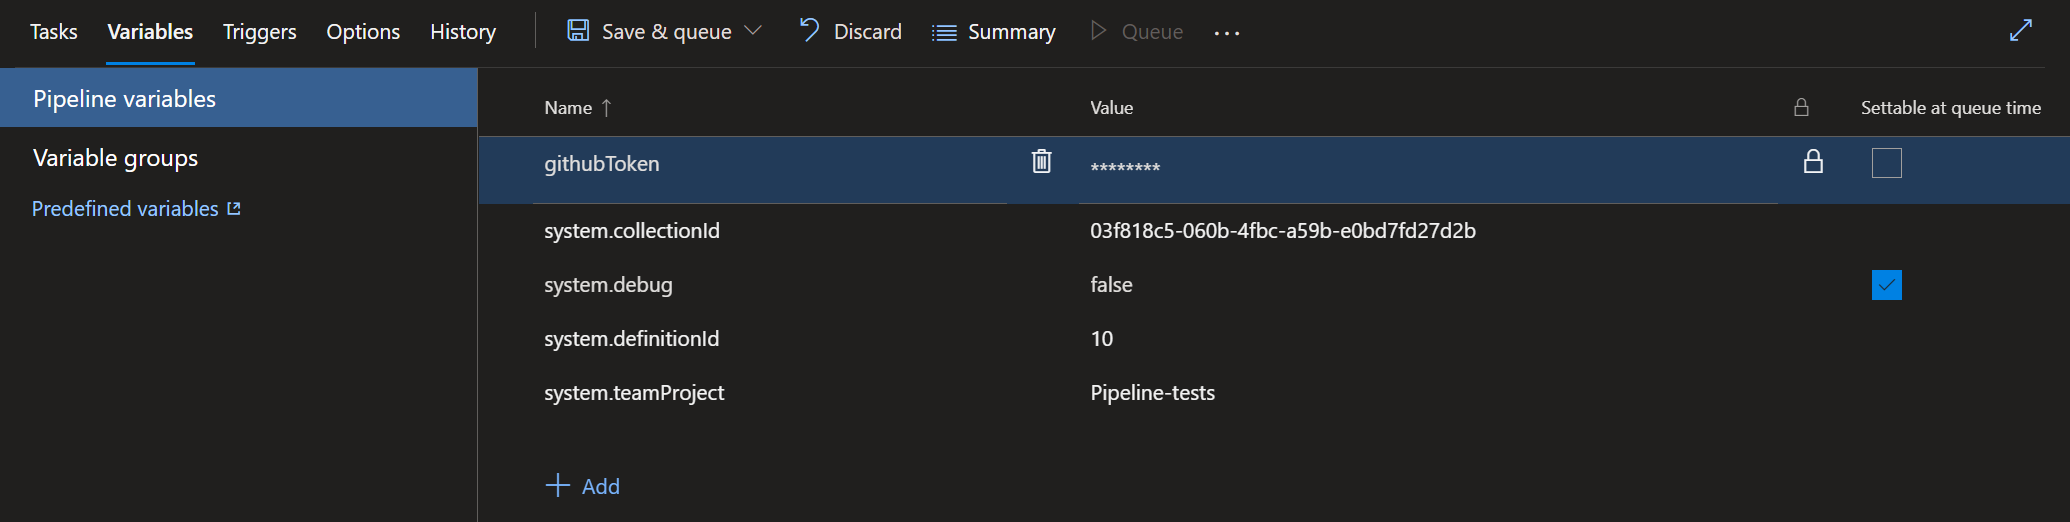 Tasks Variables Triggers Options History Save & queue Discard Summary Queue ...
Pipeline variables
Variable groups
Predefined variables
Name ↑ Value Settable at queue time
githubToken ********
system.collectionId 03f818c5-060b-4fbc-a59b-e0bd7fd27d2b
system.debug false
system.definitionId 10
system.teamProject Pipeline-tests
+ Add